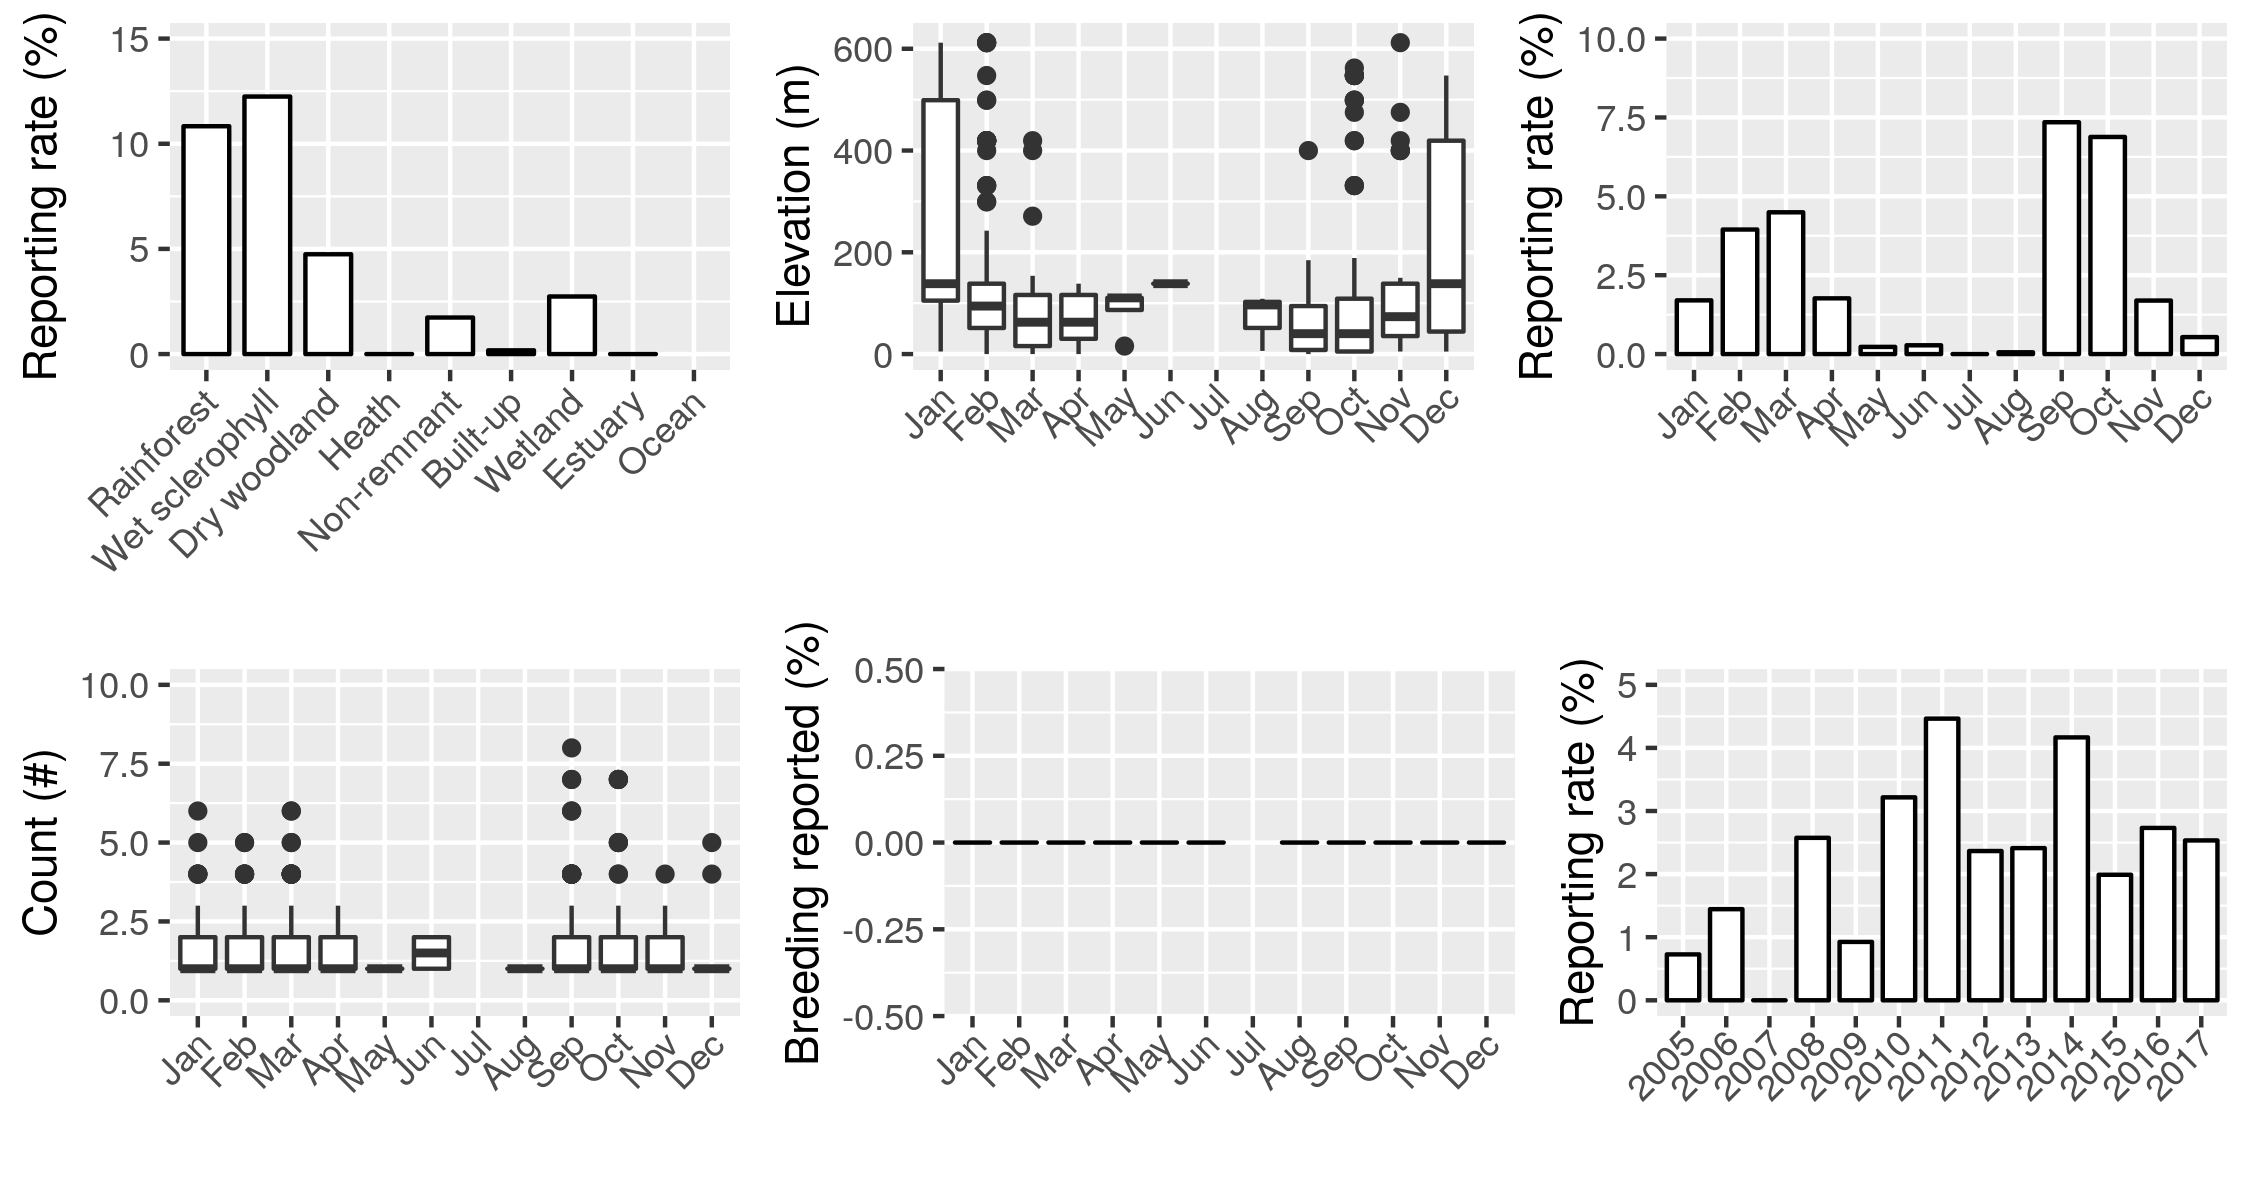 Reporting rate (%)
15
10
5
0
Rainforest
Wet sclerophyll
Dry woodland
Heath
Non-remnant
Built-up
Wetland
Estuary
Ocean
Elevation (m)
600
400
200
0
Jan
Feb
Mar
Apr
May
Jun
Jul
Aug
Sep
Oct
Nov
Dec
Reporting rate (%)
10.0
7.5
5.0
2.5
0.0
Jan
Feb
Mar
Apr
May
Jun
Jul
Aug
Sep
Oct
Nov
Dec
Count (#)
10.0
7.5
5.0
2.5
0.0
Jan
Feb
Mar
Apr
May
Jun
Jul
Aug
Sep
Oct
Nov
Dec
Breeding reported (%)
0.50
0.25
0.00
-0.25
-0.50
Jan
Feb
Mar
Apr
May
Jun
Jul
Aug
Sep
Oct
Nov
Dec
Reporting rate (%)
5
4
3
2
1
0
2005
2006
2007
2008
2009
2010
2011
2012
2013
2014
2015
2016
2017